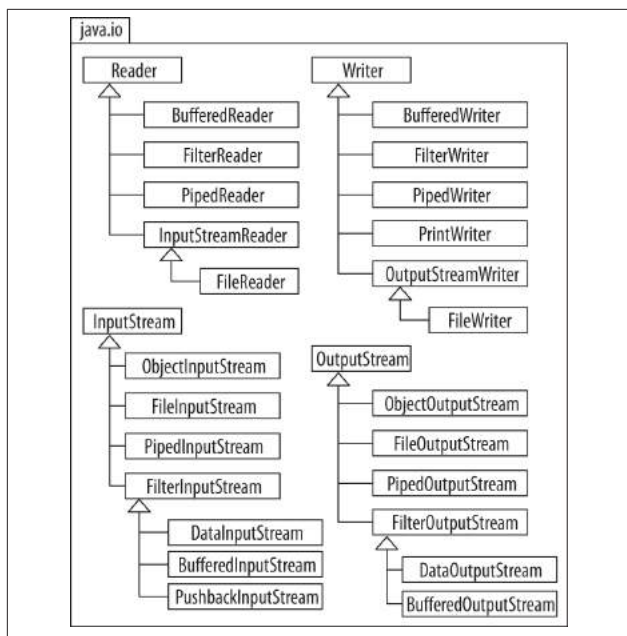 java.io
Reader
BufferedReader
FilterReader
PipedReader
InputStreamReader
FileReader
Writer
BufferedWriter
FilterWriter
PipedWriter
PrintWriter
OutputStreamWriter
FileWriter
InputStream
ObjectInputStream
FileInputStream
PipedInputStream
FilterInputStream
DataInputStream
BufferedInputStream
PushbackInputStream
OutputStream
ObjectOutputStream
FileOutputStream
PipedOutputStream
FilterOutputStream
DataOutputStream
BufferedOutputStream